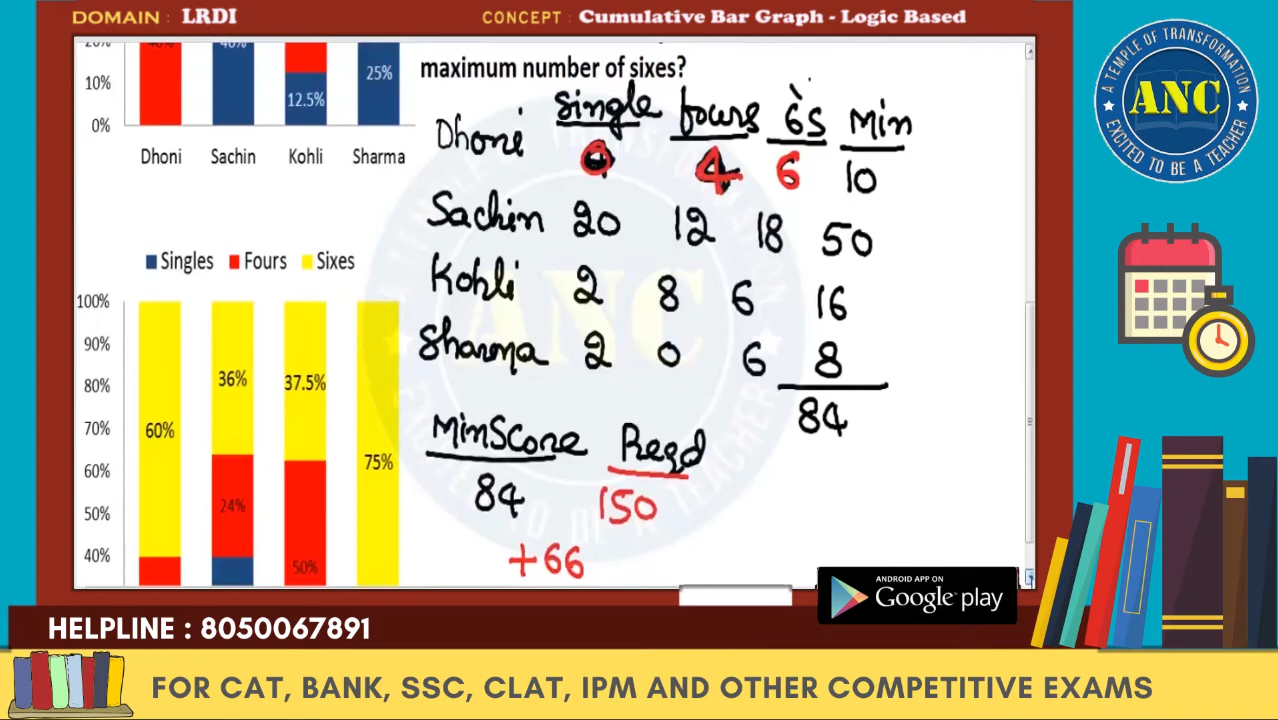 DOMAIN : LRDI
CONCEPT : Cumulative Bar Graph - Logic Based
A TEMPLE OF TRANSFORMATION
ANC
EXCITED TO BE A TEACHER
20%
10%
0%
40%
40%
12.5%
25%
Dhoni Sachin Kohli Sharma
maximum number of sixes?
Single fours 6's Min
Dhoni 0 4 6 10
Sachin 20 12 18 50
Kohli 2 8 6 16
Sharma 2 0 6 8
84
MinScore Reqd
84 150
+66
Singles Fours Sixes
100%
90%
80%
70%
60%
50%
40%
60%
36%
24%
37.5%
50%
75%
ANDROID APP ON
Google play
HELPLINE : 8050067891
FOR CAT, BANK, SSC, CLAT, IPM AND OTHER COMPETITIVE EXAMS